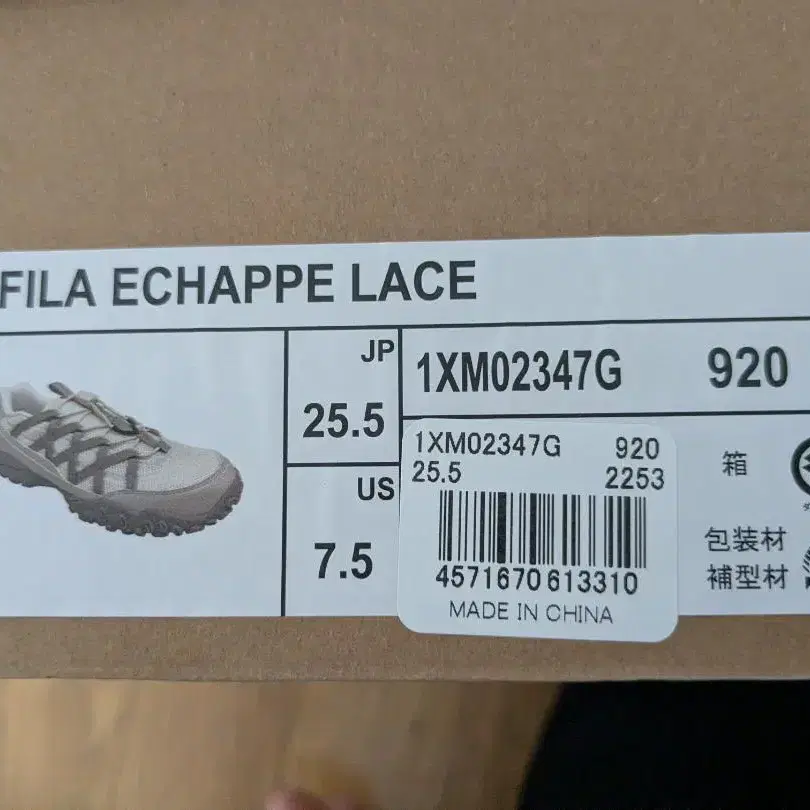 FILA ECHAPPE LACE
JP
25.5
US
7.5
1XM02347G 920
1XM02347G 920
25.5 2253
4571670613310
MADE IN CHINA
箱
包装材
補型材